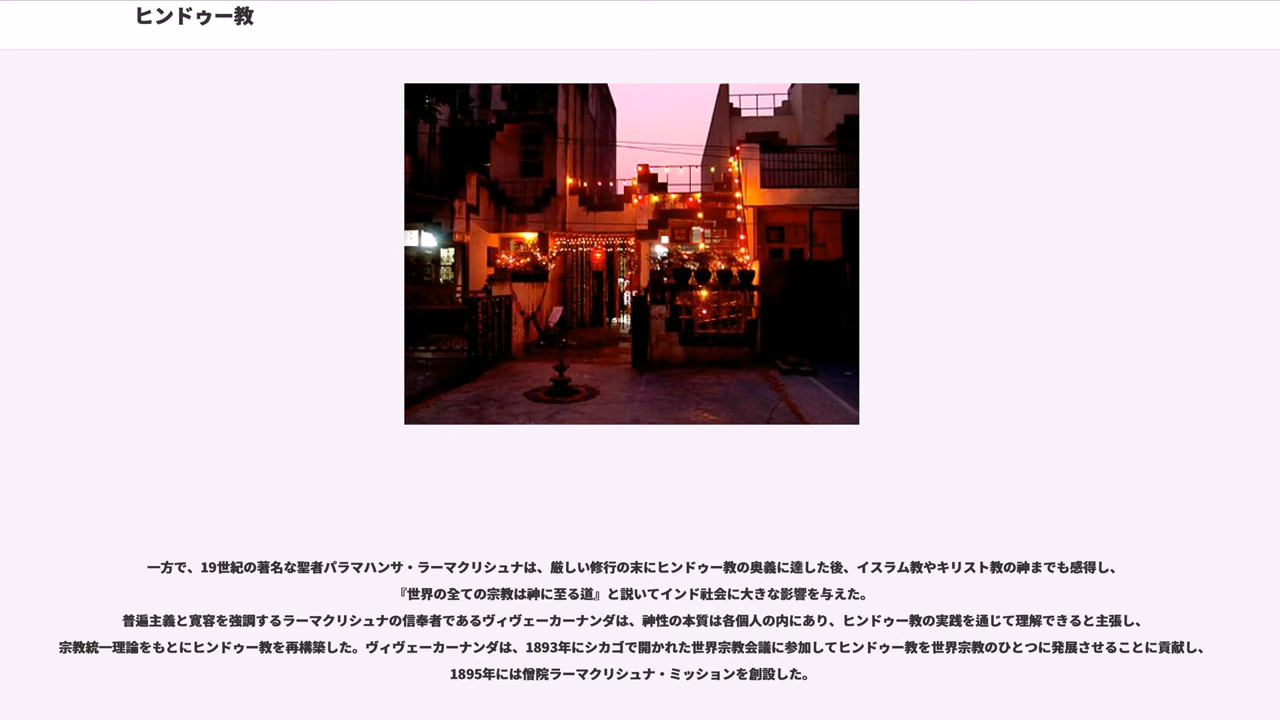 ヒンドゥー教
一方で、19世紀の著名な聖者パラマハンサ・ラーマクリシュナは、厳しい修行の末にヒンドゥー教の奥義に達した後、イスラム教やキリスト教の神までも感得し、
『世界の全ての宗教は神に至る道』と説いてインド社会に大きな影響を与えた。
普遍主義と寛容を強調するラーマクリシュナの信奉者であるヴィヴェーカーナンダは、神性の本質は各個人の内にあり、ヒンドゥー教の実践を通じて理解できると主張し、
宗教統一理論をもとにヒンドゥー教を再構築した。ヴィヴェーカーナンダは、1893年にシカゴで開かれた世界宗教会議に参加してヒンドゥー教を世界宗教のひとつに発展させることに貢献し、
1895年には僧院ラーマクリシュナ・ミッションを創設した。